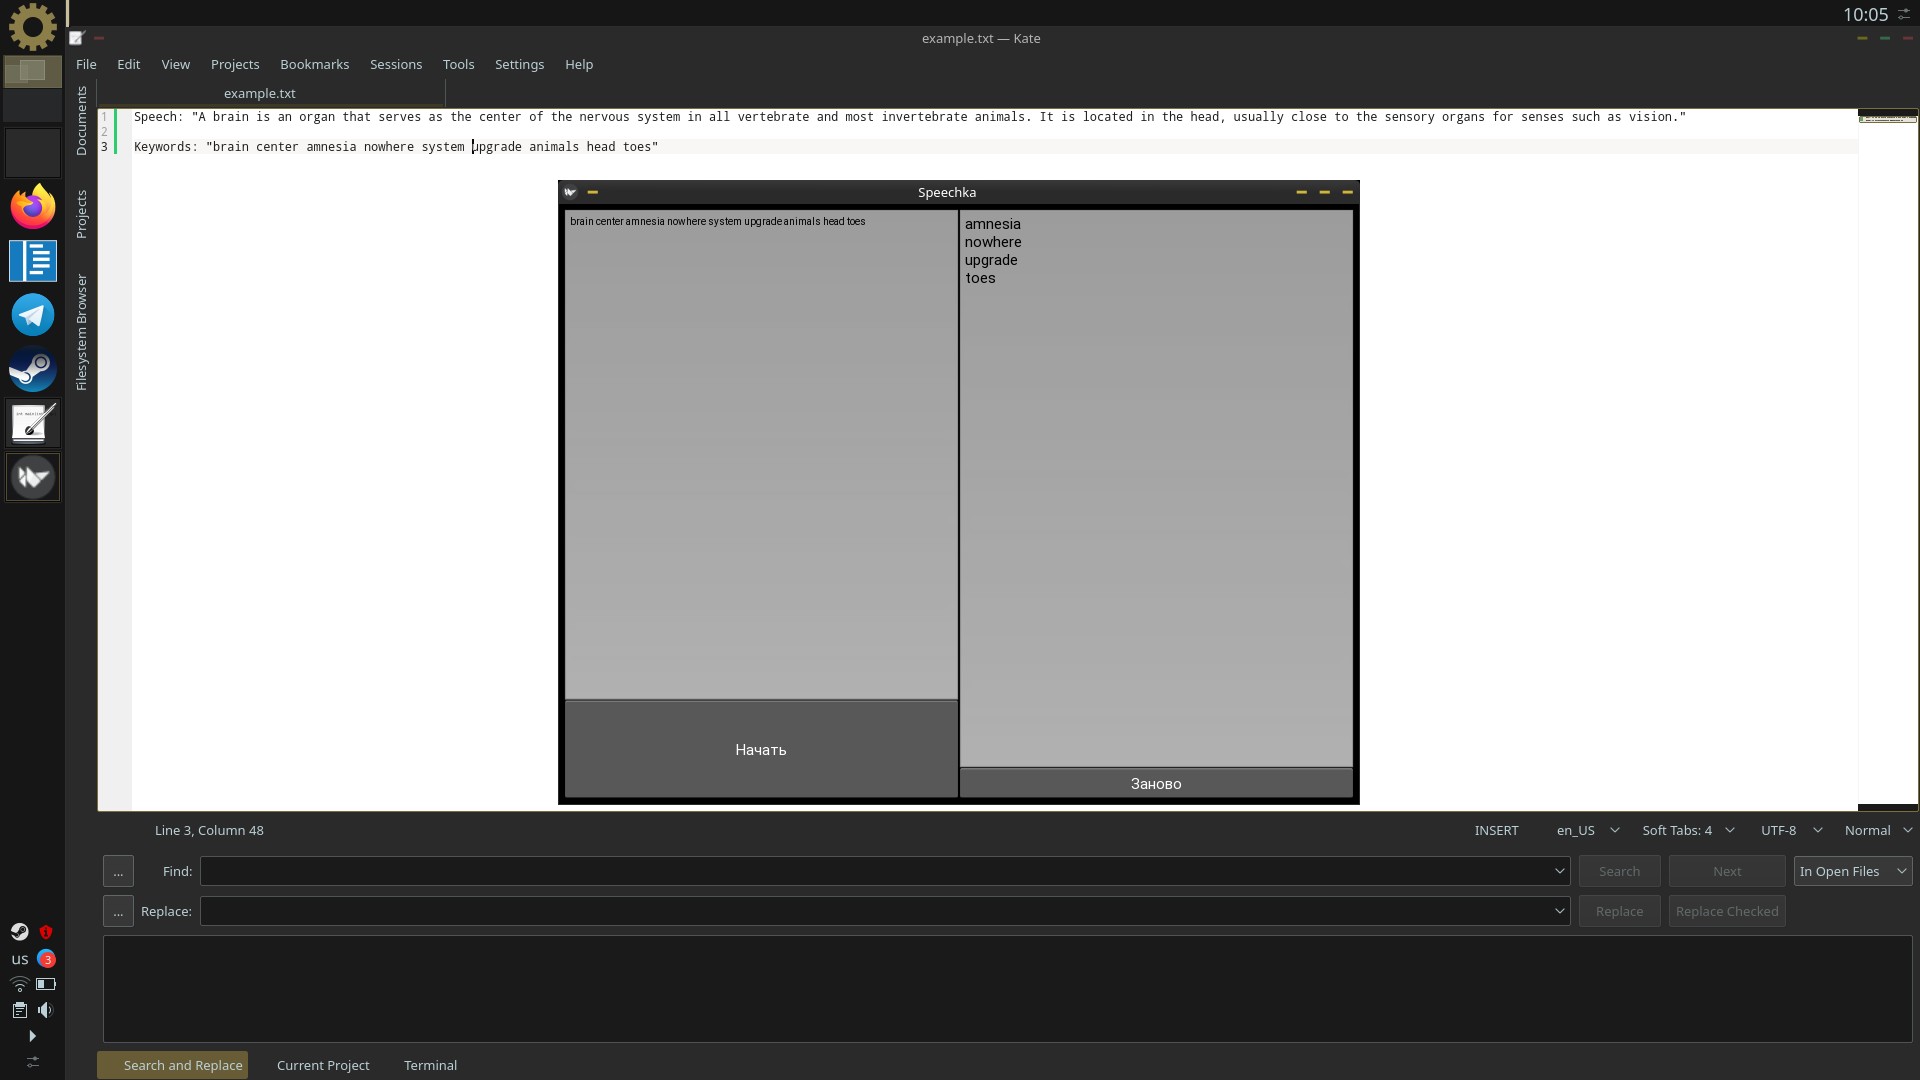 10:05
example.txt — Kate
File Edit View Projects Bookmarks Sessions Tools Settings Help
example.txt
Documents
Projects
Filesystem Browser
1 Speech: "A brain is an organ that serves as the center of the nervous system in all vertebrate and most invertebrate animals. It is located in the head, usually close to the sensory organs for senses such as vision."
2
3 Keywords: "brain center amnesia nowhere system upgrade animals head toes"
Speechka
brain center amnesia nowhere system upgrade animals head toes
amnesia
nowhere
upgrade
toes
Начать
Заново
Line 3, Column 48 INSERT en_US Soft Tabs: 4 UTF-8 Normal
... Find: Search Next In Open Files
... Replace: Replace Replace Checked
us 3
Search and Replace Current Project Terminal